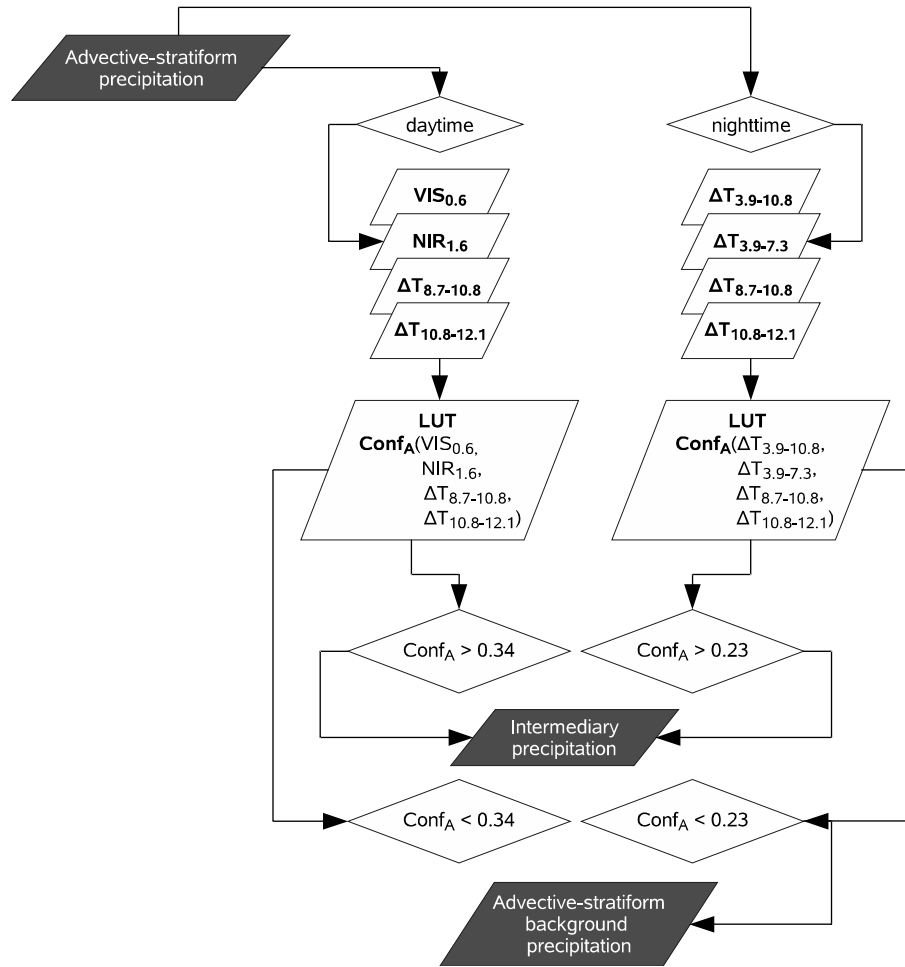 Advective-stratiform
precipitation
daytime
nighttime
VIS0.6
NIR1.6
ΔT8.7-10.8
ΔT10.8-12.1
ΔT3.9-10.8
ΔT3.9-7.3
ΔT8.7-10.8
ΔT10.8-12.1
LUT
ConfA(VIS0.6,
NIR1.6,
ΔT8.7-10.8,
ΔT10.8-12.1)
LUT
ConfA(ΔT3.9-10.8,
ΔT3.9-7.3,
ΔT8.7-10.8,
ΔT10.8-12.1)
ConfA > 0.34
ConfA > 0.23
Intermediary
precipitation
ConfA < 0.34
ConfA < 0.23
Advective-stratiform
background
precipitation